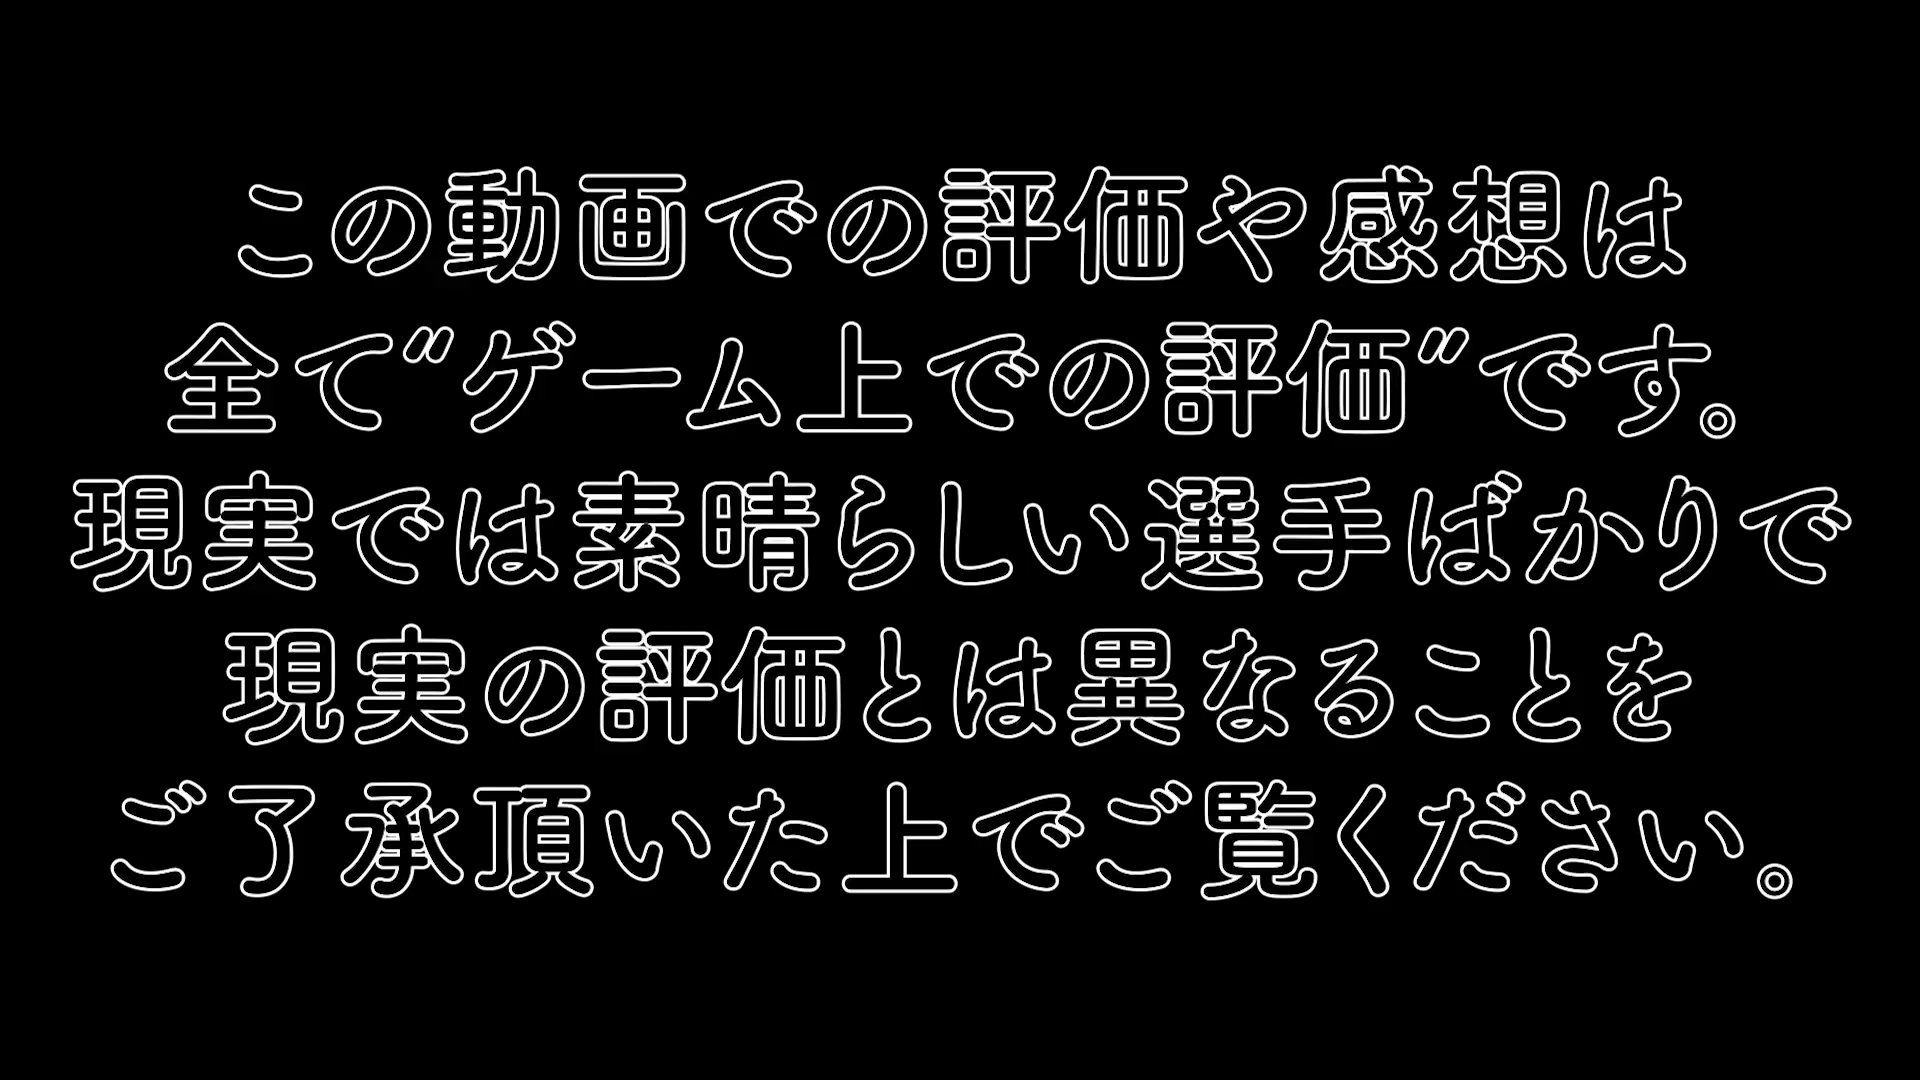 この動画での評価や感想は
全て“ゲーム上での評価”です。
現実では素晴らしい選手ばかりで
現実の評価とは異なることを
ご了承頂いた上でご覧ください。